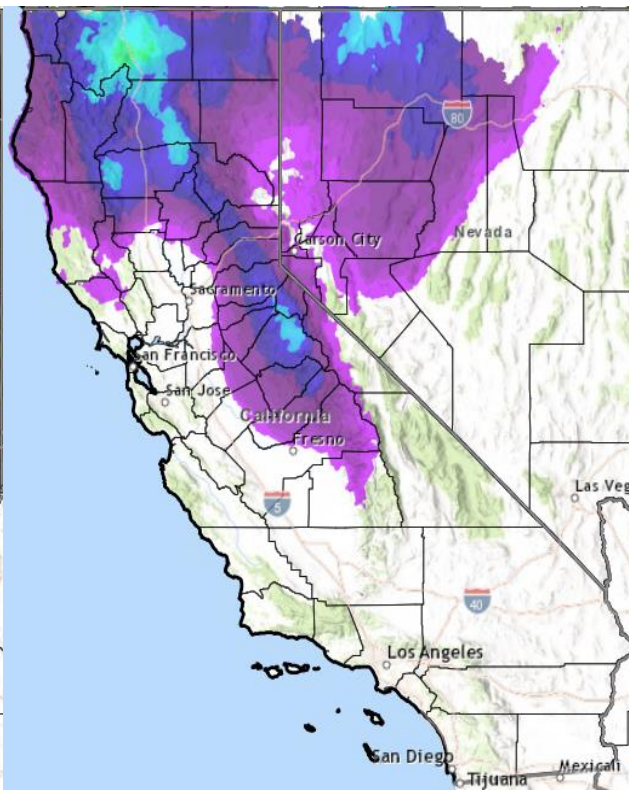 80
Nevada
Carson City
Sacramento
San Francisco
San Jose
California
Fresno
5
Las Veg
40
Los Angeles
San Diego
Mexicali
Tijuana